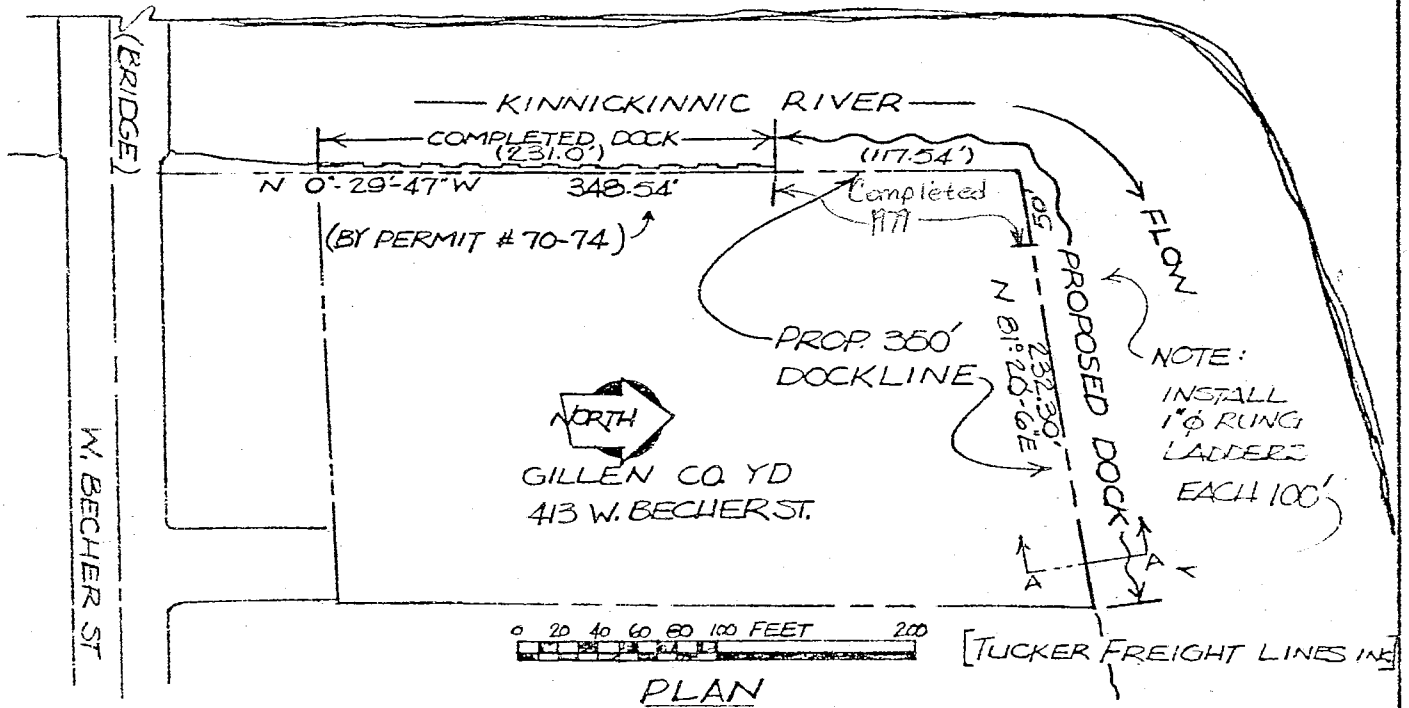 (BRIDGE)
KINNICKINNIC RIVER
COMPLETED DOCK
(231.0')
(117.54')
N 0°-29'-47"W 348.54'
Completed
1979
(BY PERMIT # 70-74)
50'
FLOW
PROPOSED DOCK
N 81°-20'-6"E
232.30'
PROP. 350'
DOCKLINE
NOTE:
INSTALL
1"φ RUNG
LADDERS
EACH 100'
NORTH
GILLEN CO. YD
413 W. BECHER ST.
W. BECHER ST
A
A
0 20 40 60 80 100 FEET 200
[TUCKER FREIGHT LINES INC]
PLAN